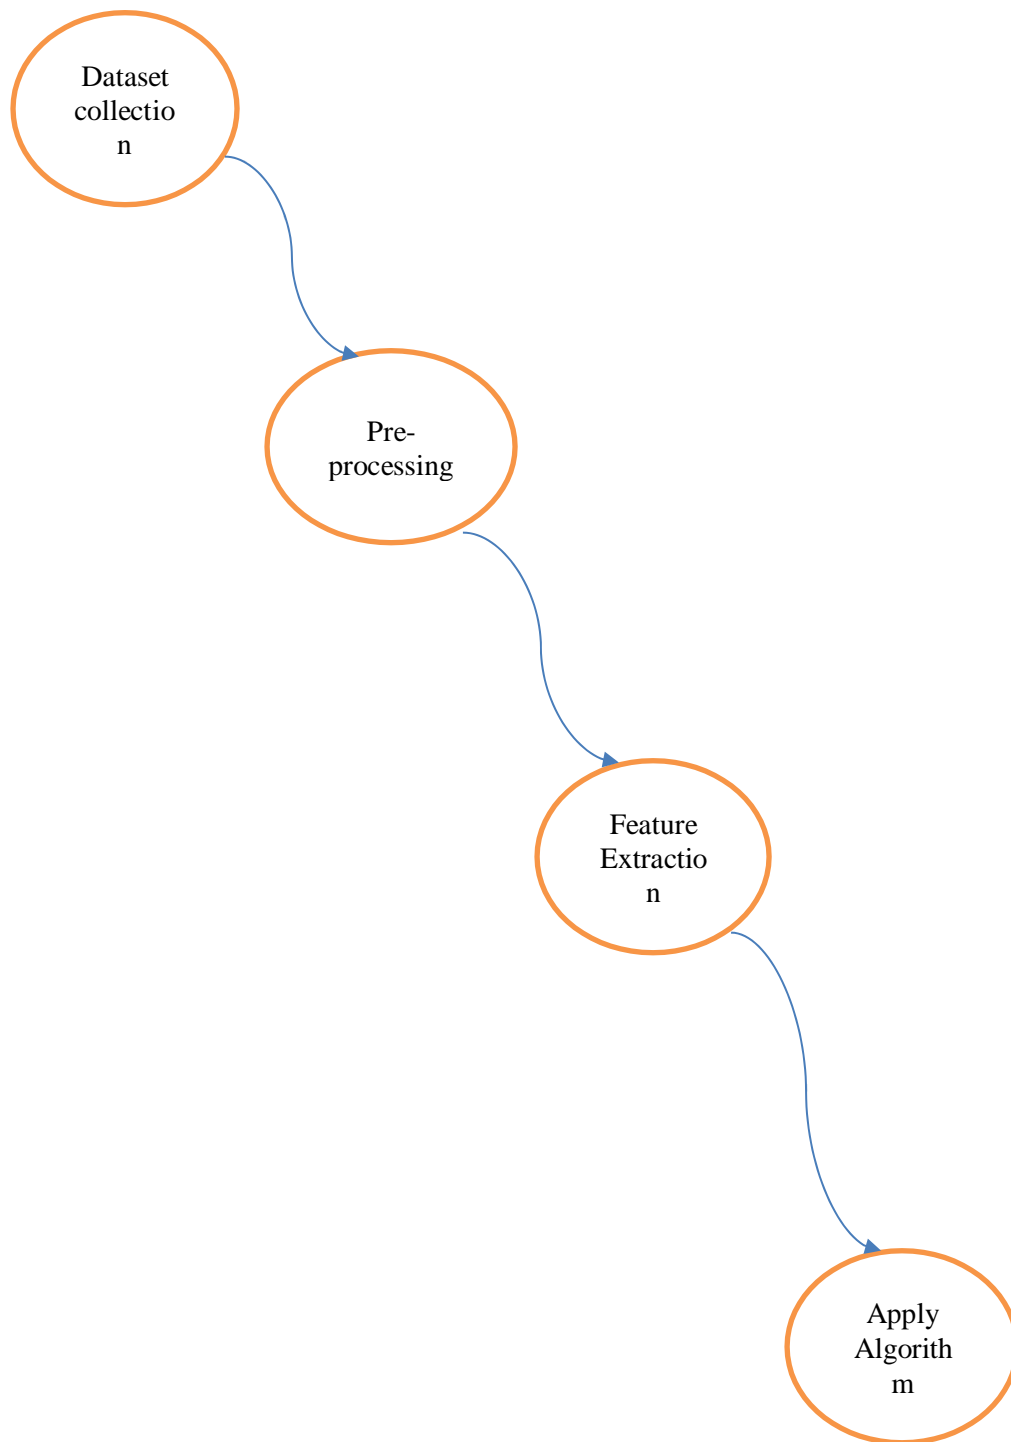 Dataset
collectio
n
Pre-
processing
Feature
Extractio
n
Apply
Algorith
m